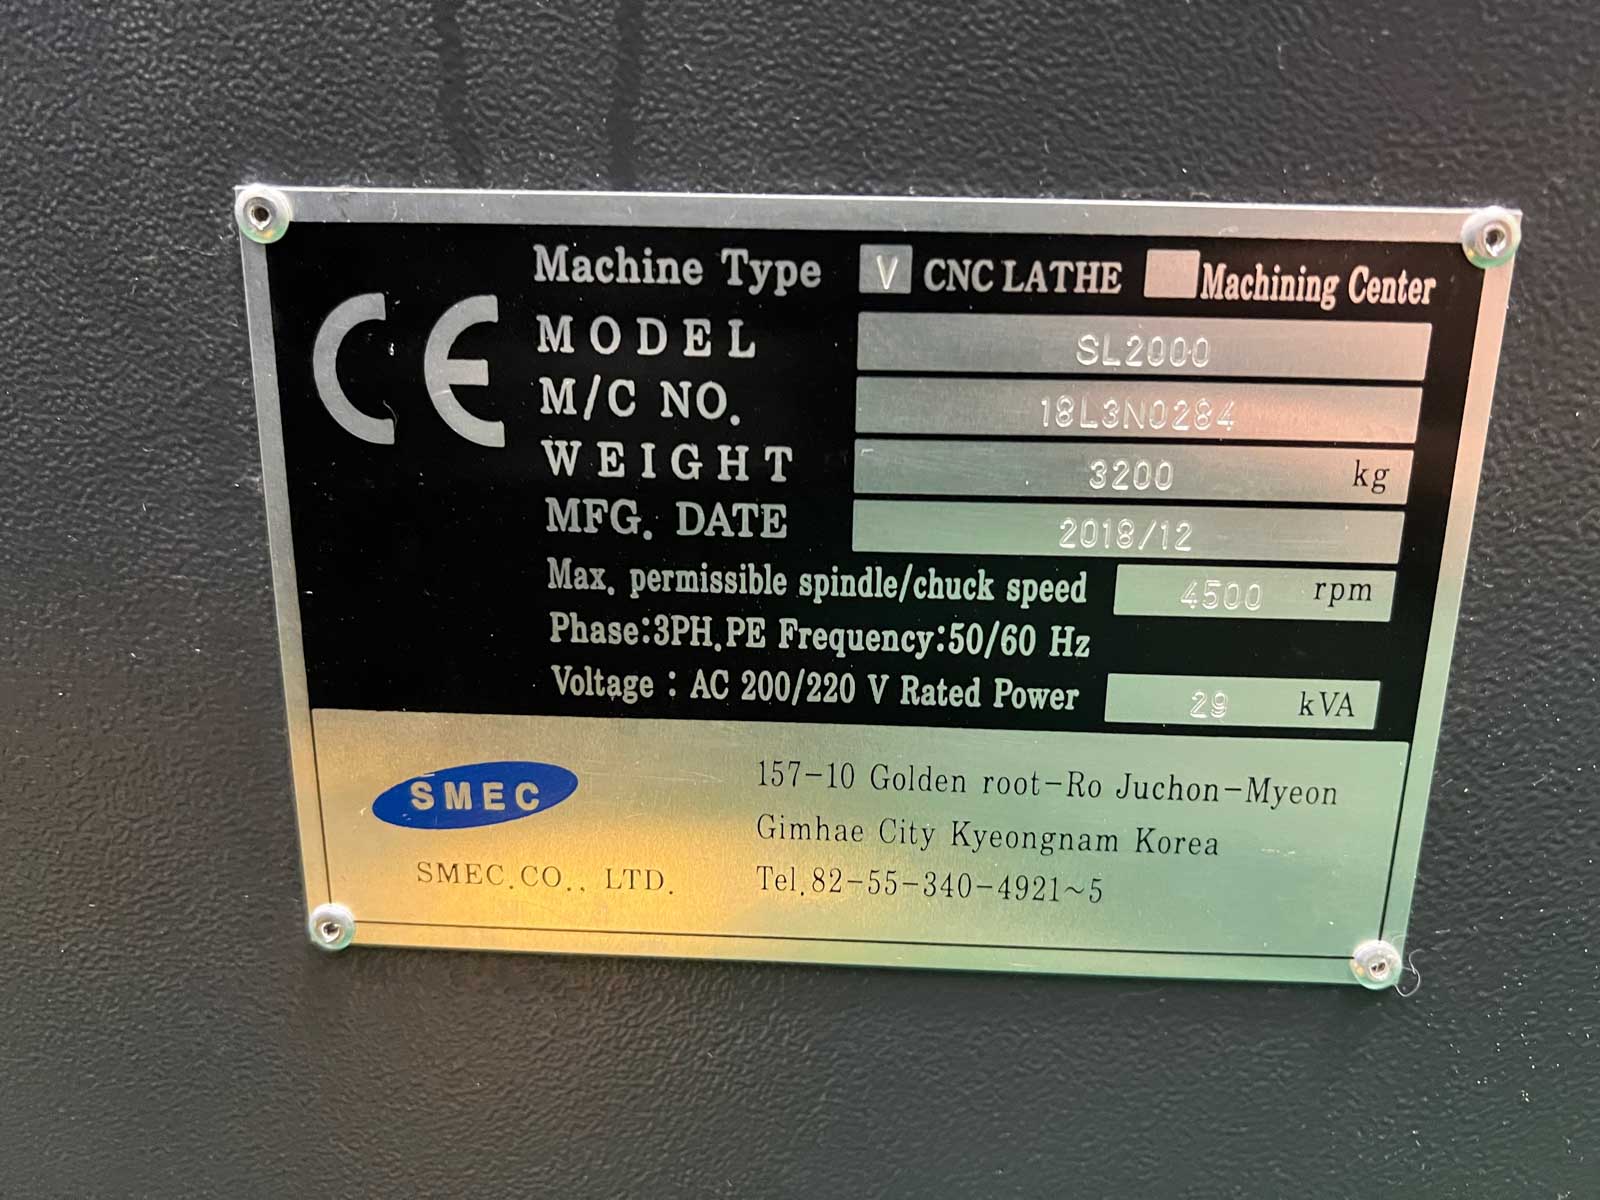 CE
Machine Type V CNC LATHE Machining Center
MODEL SL2000
M/C NO. 18L3N0284
WEIGHT 3200 kg
MFG. DATE 2018/12
Max. permissible spindle/chuck speed 4500 rpm
Phase:3PH.PE Frequency:50/60 Hz
Voltage : AC 200/220 V Rated Power 29 kVA
SMEC
SMEC.CO., LTD.
157-10 Golden root-Ro Juchon-Myeon
Gimhae City Kyeongnam Korea
Tel.82-55-340-4921~5